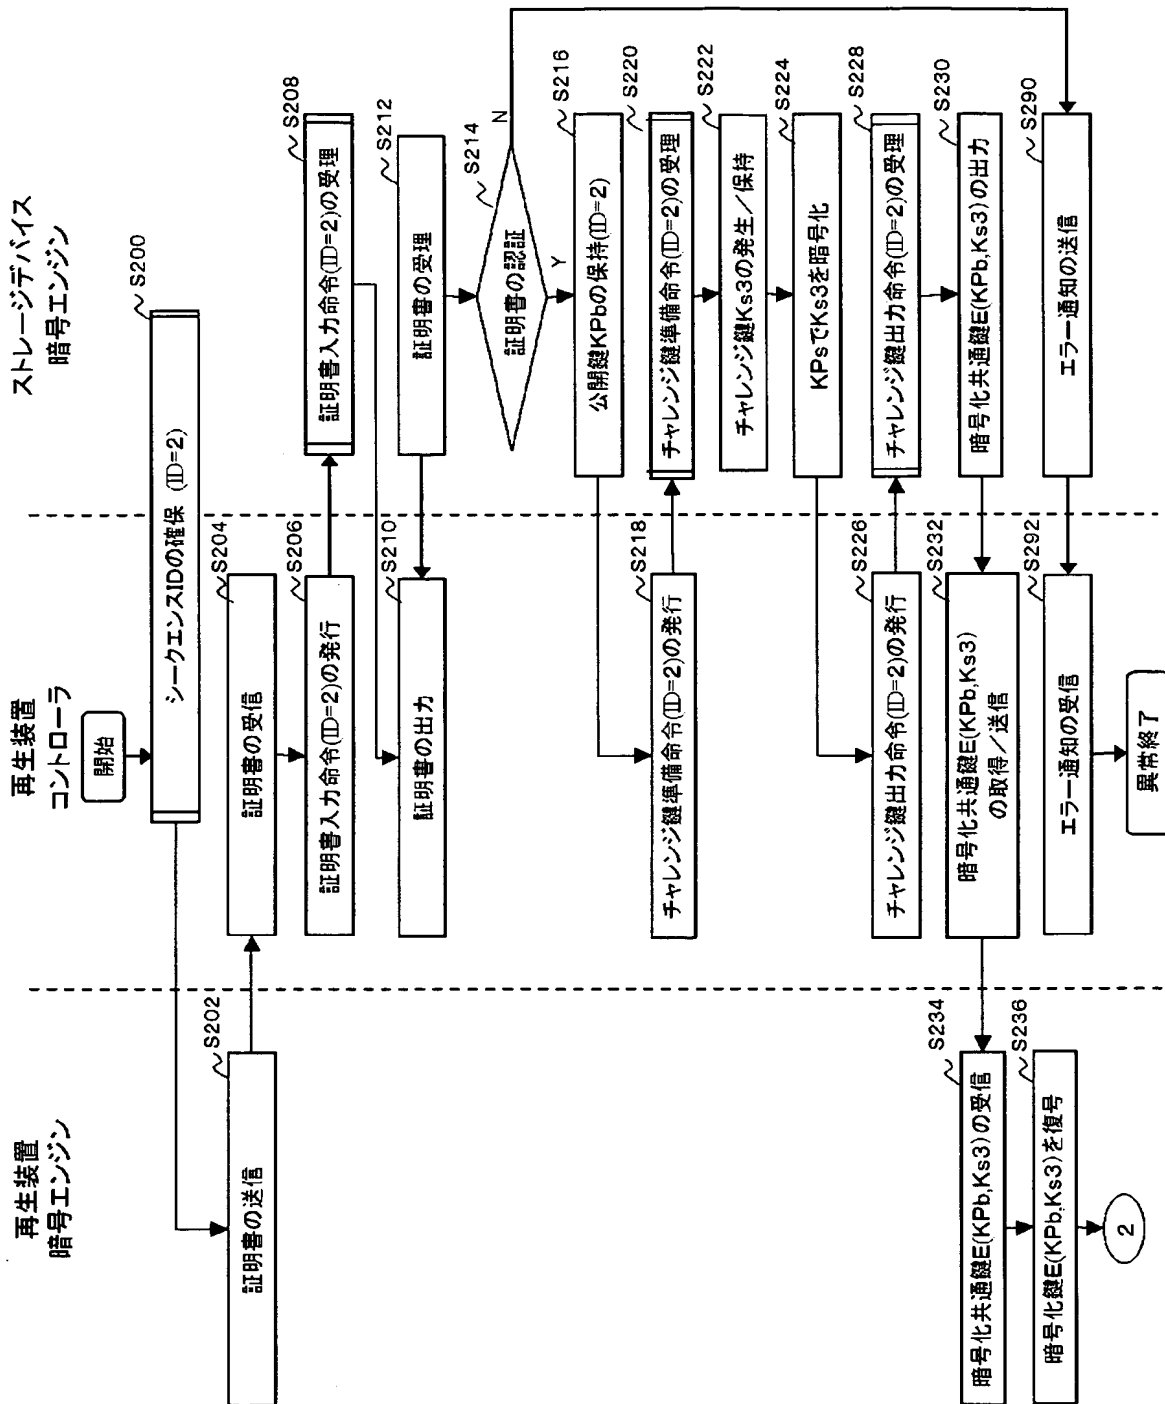 再生装置
暗号エンジン
再生装置
コントローラ
ストレージデバイス
暗号エンジン
開始
S200
シークエンスIDの確保 (ID=2)
S202
証明書の送信
S204
証明書の受信
S206
証明書入力命令(ID=2)の発行
S208
証明書入力命令(ID=2)の受理
S210
証明書の出力
S212
証明書の受理
S214
証明書の認証
N
Y
S216
公開鍵KPbの保持(ID=2)
S218
チャレンジ鍵準備命令(ID=2)の発行
S220
チャレンジ鍵準備命令(ID=2)の受理
S222
チャレンジ鍵Ks3の発生/保持
S224
KPsでKs3を暗号化
S226
チャレンジ鍵出力命令(ID=2)の発行
S228
チャレンジ鍵出力命令(ID=2)の受理
S230
暗号化共通鍵E(KPb,Ks3)の出力
S232
暗号化共通鍵E(KPb,Ks3)
の取得/送信
S234
暗号化共通鍵E(KPb,Ks3)の受信
S236
暗号化鍵E(KPb,Ks3)を復号
2
S290
エラー通知の送信
S292
エラー通知の受信
異常終了